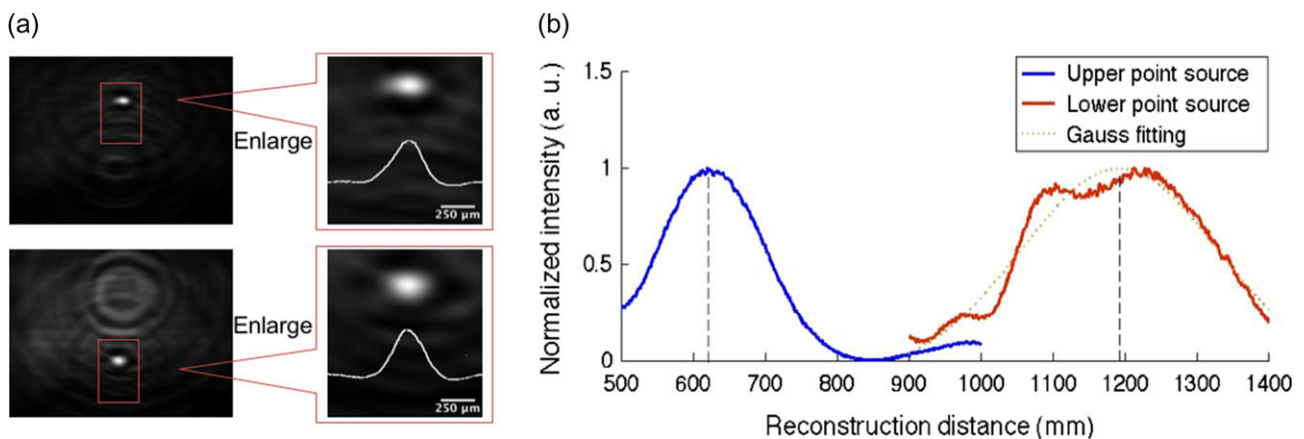 (a)
Enlarge
250 μm
Enlarge
250 μm
(b)
Normalized intensity (a. u.)
1.5
1
0.5
0
500 600 700 800 900 1000 1100 1200 1300 1400
Reconstruction distance (mm)
Upper point source
Lower point source
Gauss fitting